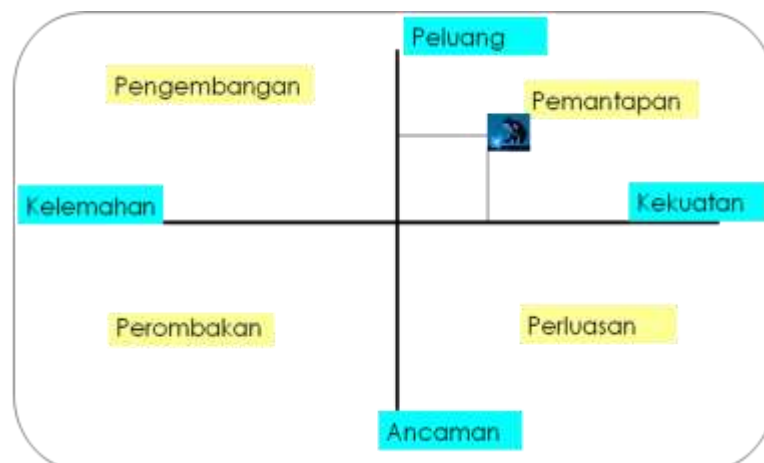 Peluang
Pengembangan
Pemantapan
Kelemahan
Kekuatan
Perombakan
Perluasan
Ancaman